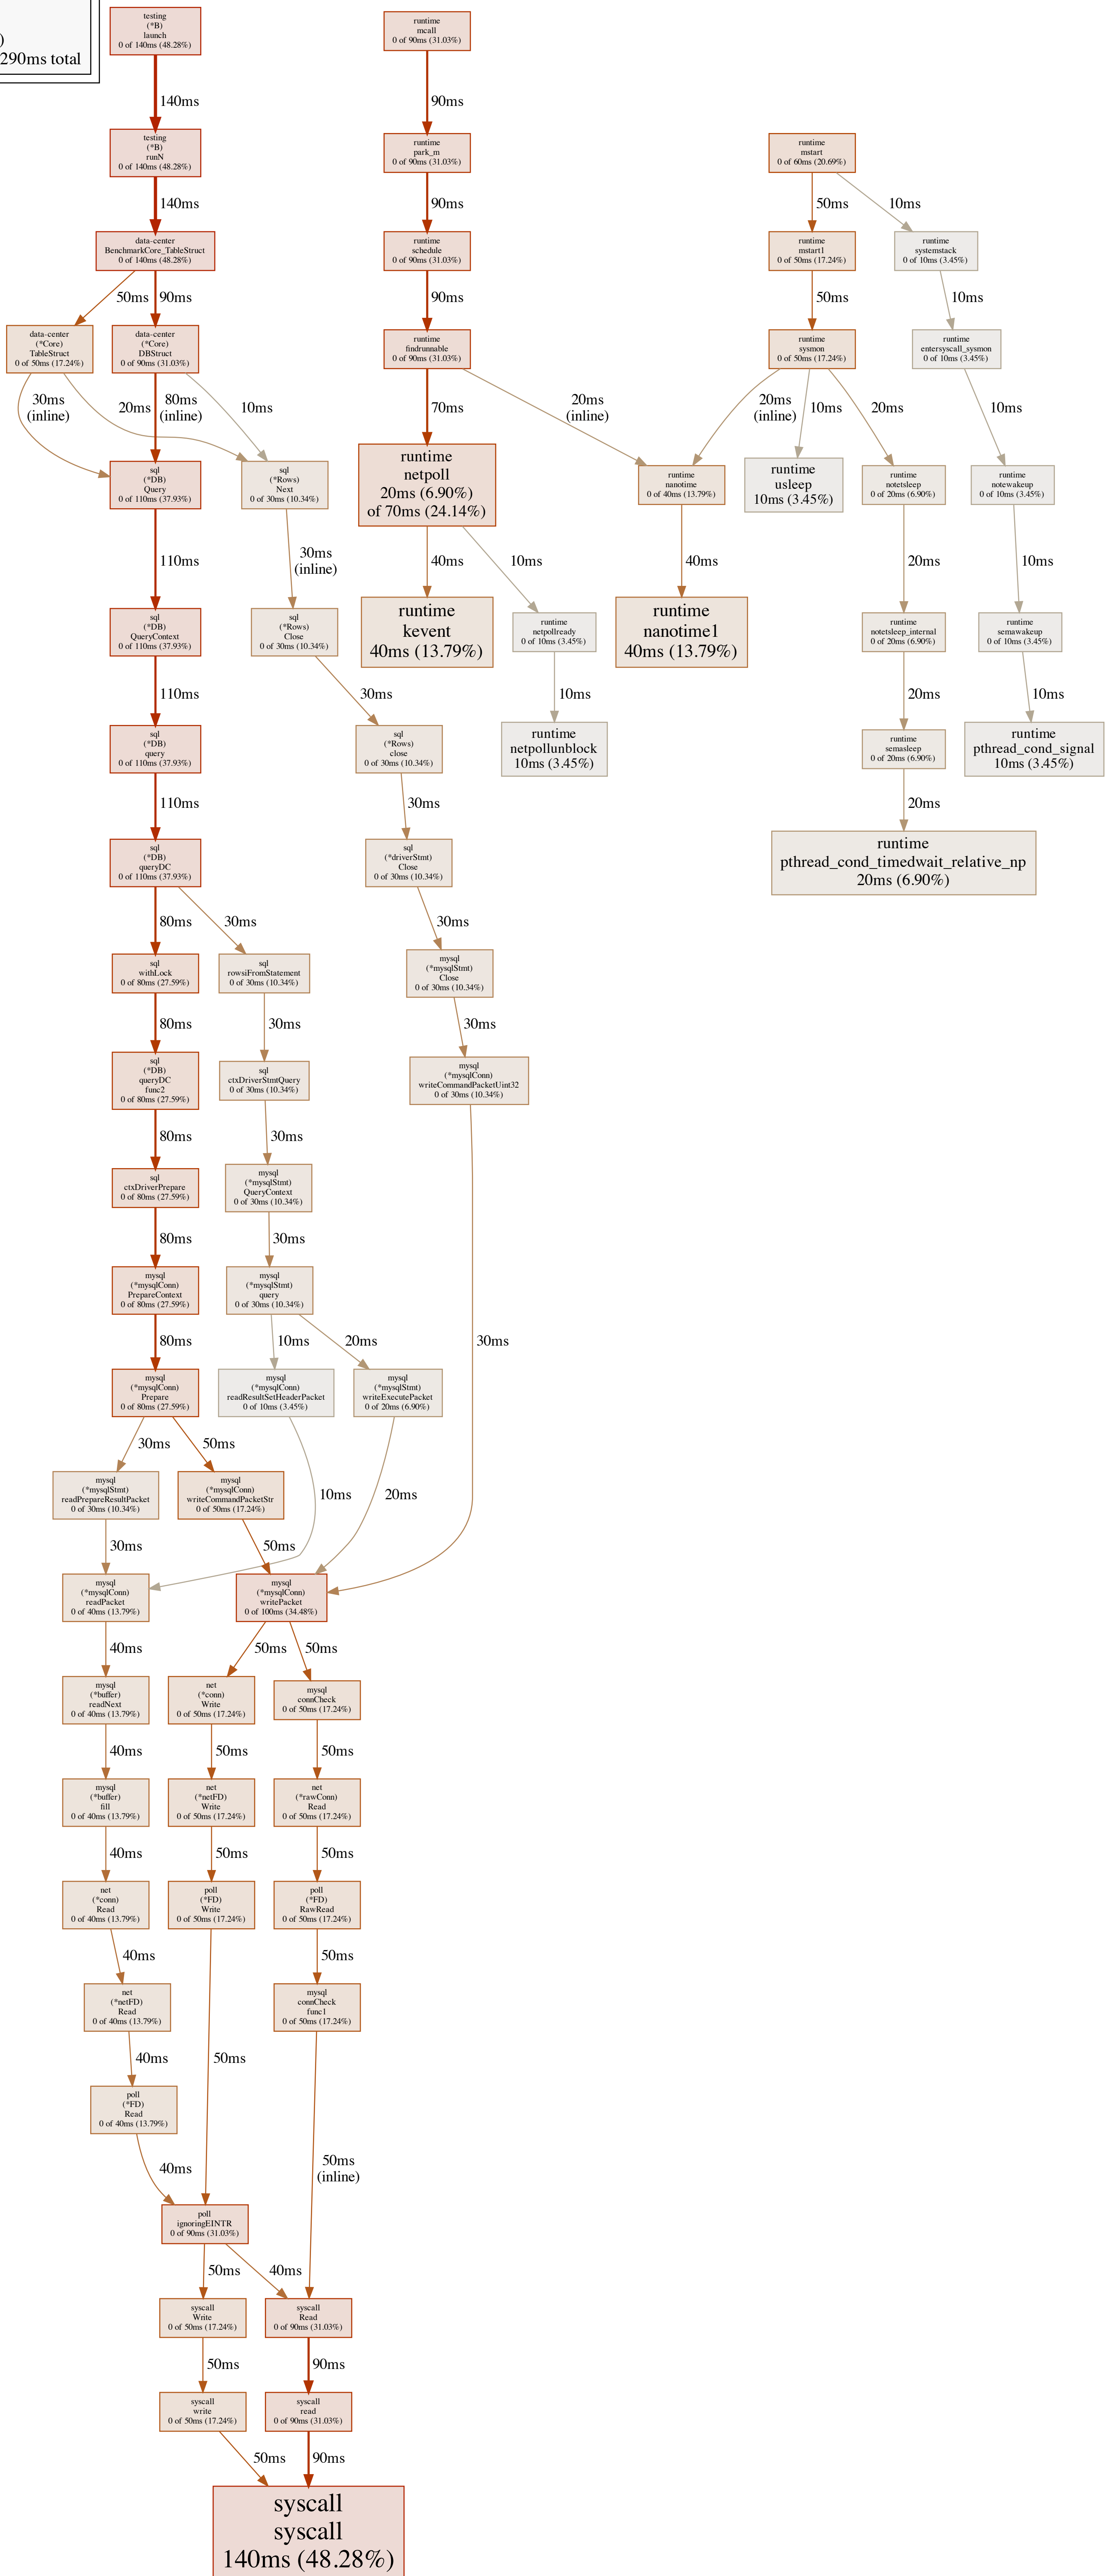 )
290ms total
testing
(*B)
launch
0 of 140ms (48.28%)
runtime
mcall
0 of 90ms (31.03%)
140ms
90ms
testing
(*B)
runN
0 of 140ms (48.28%)
runtime
park_m
0 of 90ms (31.03%)
runtime
mstart
0 of 60ms (20.69%)
140ms
90ms
50ms
10ms
data-center
BenchmarkCore_TableStruct
0 of 140ms (48.28%)
runtime
schedule
0 of 90ms (31.03%)
runtime
mstart1
0 of 50ms (17.24%)
runtime
systemstack
0 of 10ms (3.45%)
50ms
90ms
90ms
50ms
10ms
data-center
(*Core)
TableStruct
0 of 50ms (17.24%)
data-center
(*Core)
DBStruct
0 of 90ms (31.03%)
runtime
findrunnable
0 of 90ms (31.03%)
runtime
sysmon
0 of 50ms (17.24%)
runtime
entersyscall_sysmon
0 of 10ms (3.45%)
30ms
(inline)
20ms
80ms
(inline)
10ms
70ms
20ms
(inline)
20ms
(inline)
10ms
20ms
10ms
sql
(*DB)
Query
0 of 110ms (37.93%)
sql
(*Rows)
Next
0 of 30ms (10.34%)
runtime
netpoll
20ms (6.90%)
of 70ms (24.14%)
runtime
nanotime
0 of 40ms (13.79%)
runtime
usleep
10ms (3.45%)
runtime
notetsleep
0 of 20ms (6.90%)
runtime
notewakeup
0 of 10ms (3.45%)
110ms
30ms
(inline)
40ms
10ms
40ms
20ms
10ms
sql
(*DB)
QueryContext
0 of 110ms (37.93%)
sql
(*Rows)
Close
0 of 30ms (10.34%)
runtime
kevent
40ms (13.79%)
runtime
netpollready
0 of 10ms (3.45%)
runtime
nanotime1
40ms (13.79%)
runtime
notetsleep_internal
0 of 20ms (6.90%)
runtime
semawakeup
0 of 10ms (3.45%)
110ms
30ms
10ms
20ms
10ms
sql
(*DB)
query
0 of 110ms (37.93%)
sql
(*Rows)
close
0 of 30ms (10.34%)
runtime
netpollunblock
10ms (3.45%)
runtime
semasleep
0 of 20ms (6.90%)
runtime
pthread_cond_signal
10ms (3.45%)
110ms
30ms
20ms
sql
(*DB)
queryDC
0 of 110ms (37.93%)
sql
(*driverStmt)
Close
0 of 30ms (10.34%)
runtime
pthread_cond_timedwait_relative_np
20ms (6.90%)
80ms
30ms
30ms
sql
withLock
0 of 80ms (27.59%)
sql
rowsiFromStatement
0 of 30ms (10.34%)
mysql
(*mysqlStmt)
Close
0 of 30ms (10.34%)
80ms
30ms
30ms
sql
(*DB)
queryDC
func2
0 of 80ms (27.59%)
sql
ctxDriverStmtQuery
0 of 30ms (10.34%)
mysql
(*mysqlConn)
writeCommandPacketUint32
0 of 30ms (10.34%)
80ms
30ms
sql
ctxDriverPrepare
0 of 80ms (27.59%)
mysql
(*mysqlStmt)
QueryContext
0 of 30ms (10.34%)
80ms
30ms
mysql
(*mysqlConn)
PrepareContext
0 of 80ms (27.59%)
mysql
(*mysqlStmt)
query
0 of 30ms (10.34%)
80ms
10ms
20ms
30ms
mysql
(*mysqlConn)
Prepare
0 of 80ms (27.59%)
mysql
(*mysqlConn)
readResultSetHeaderPacket
0 of 10ms (3.45%)
mysql
(*mysqlStmt)
writeExecutePacket
0 of 20ms (6.90%)
30ms
50ms
mysql
(*mysqlStmt)
readPrepareResultPacket
0 of 30ms (10.34%)
mysql
(*mysqlConn)
writeCommandPacketStr
0 of 50ms (17.24%)
10ms
20ms
30ms
50ms
mysql
(*mysqlConn)
readPacket
0 of 40ms (13.79%)
mysql
(*mysqlConn)
writePacket
0 of 100ms (34.48%)
40ms
50ms
50ms
mysql
(*buffer)
readNext
0 of 40ms (13.79%)
net
(*conn)
Write
0 of 50ms (17.24%)
mysql
connCheck
0 of 50ms (17.24%)
40ms
50ms
50ms
mysql
(*buffer)
fill
0 of 40ms (13.79%)
net
(*netFD)
Write
0 of 50ms (17.24%)
net
(*rawConn)
Read
0 of 50ms (17.24%)
40ms
50ms
50ms
net
(*conn)
Read
0 of 40ms (13.79%)
poll
(*FD)
Write
0 of 50ms (17.24%)
poll
(*FD)
RawRead
0 of 50ms (17.24%)
40ms
50ms
net
(*netFD)
Read
0 of 40ms (13.79%)
mysql
connCheck
func1
0 of 50ms (17.24%)
40ms
50ms
poll
(*FD)
Read
0 of 40ms (13.79%)
40ms
50ms
(inline)
poll
ignoringEINTR
0 of 90ms (31.03%)
50ms
40ms
syscall
Write
0 of 50ms (17.24%)
syscall
Read
0 of 90ms (31.03%)
50ms
90ms
syscall
write
0 of 50ms (17.24%)
syscall
read
0 of 90ms (31.03%)
50ms
90ms
syscall
syscall
140ms (48.28%)